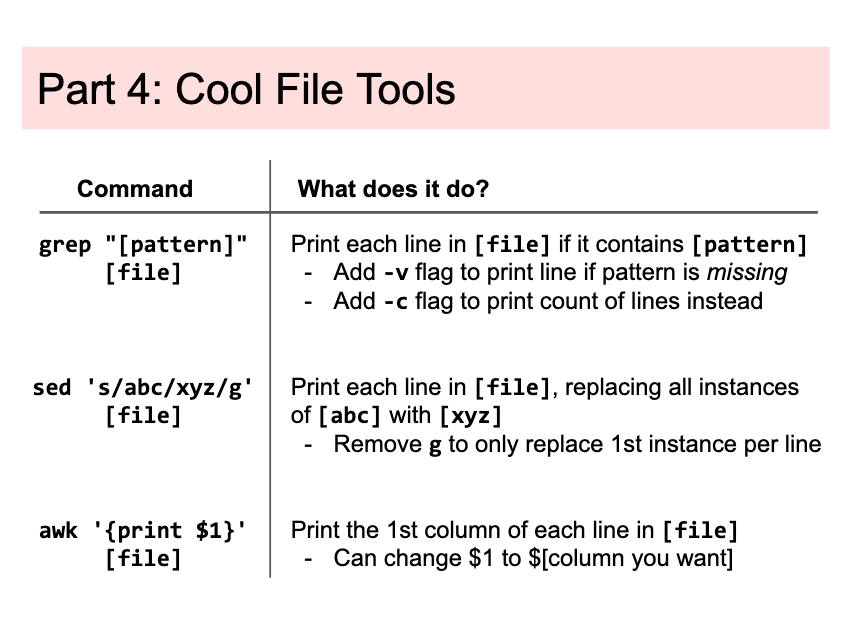 Part 4: Cool File Tools
Command
What does it do?
grep "[pattern]"
[file]
Print each line in [file] if it contains [pattern]
- Add -v flag to print line if pattern is missing
- Add -c flag to print count of lines instead
sed 's/abc/xyz/g'
[file]
Print each line in [file], replacing all instances
of [abc] with [xyz]
- Remove g to only replace 1st instance per line
awk '{print $1}'
[file]
Print the 1st column of each line in [file]
- Can change $1 to $[column you want]